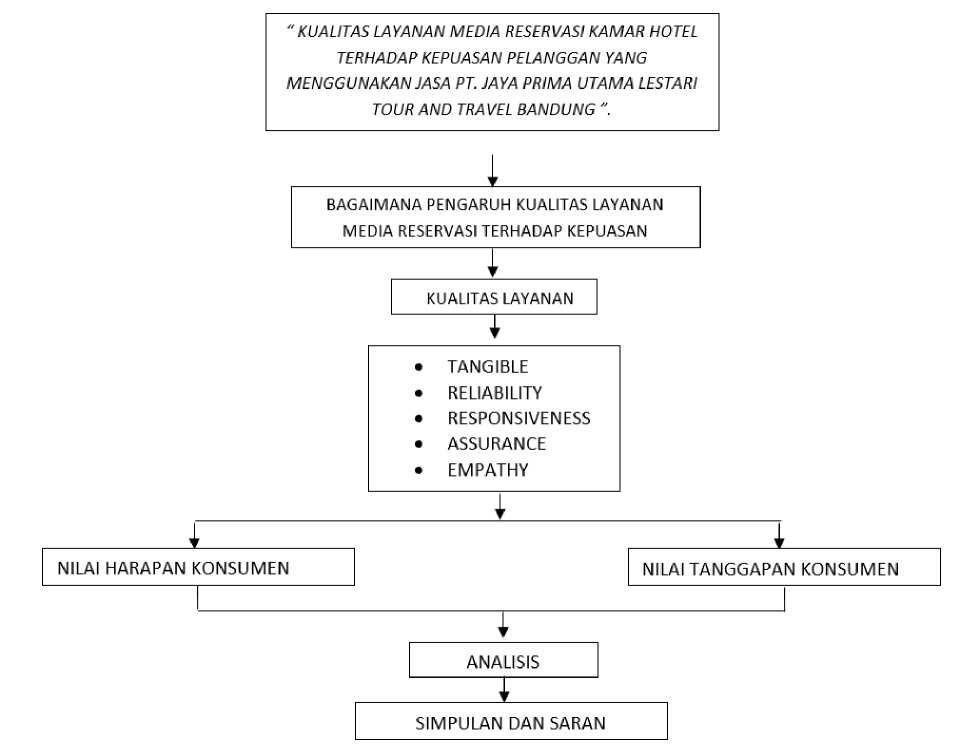 “ KUALITAS LAYANAN MEDIA RESERVASI KAMAR HOTEL
TERHADAP KEPUASAN PELANGGAN YANG
MENGGUNAKAN JASA PT. JAYA PRIMA UTAMA LESTARI
TOUR AND TRAVEL BANDUNG ”.
BAGAIMANA PENGARUH KUALITAS LAYANAN
MEDIA RESERVASI TERHADAP KEPUASAN
KUALITAS LAYANAN
• TANGIBLE
• RELIABILITY
• RESPONSIVENESS
• ASSURANCE
• EMPATHY
NILAI HARAPAN KONSUMEN
NILAI TANGGAPAN KONSUMEN
ANALISIS
SIMPULAN DAN SARAN